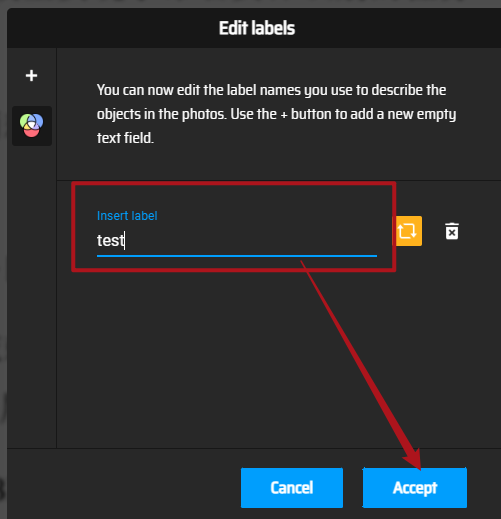 Edit labels
You can now edit the label names you use to describe the
objects in the photos. Use the + button to add a new empty
text field.
Insert label
test
Cancel
Accept